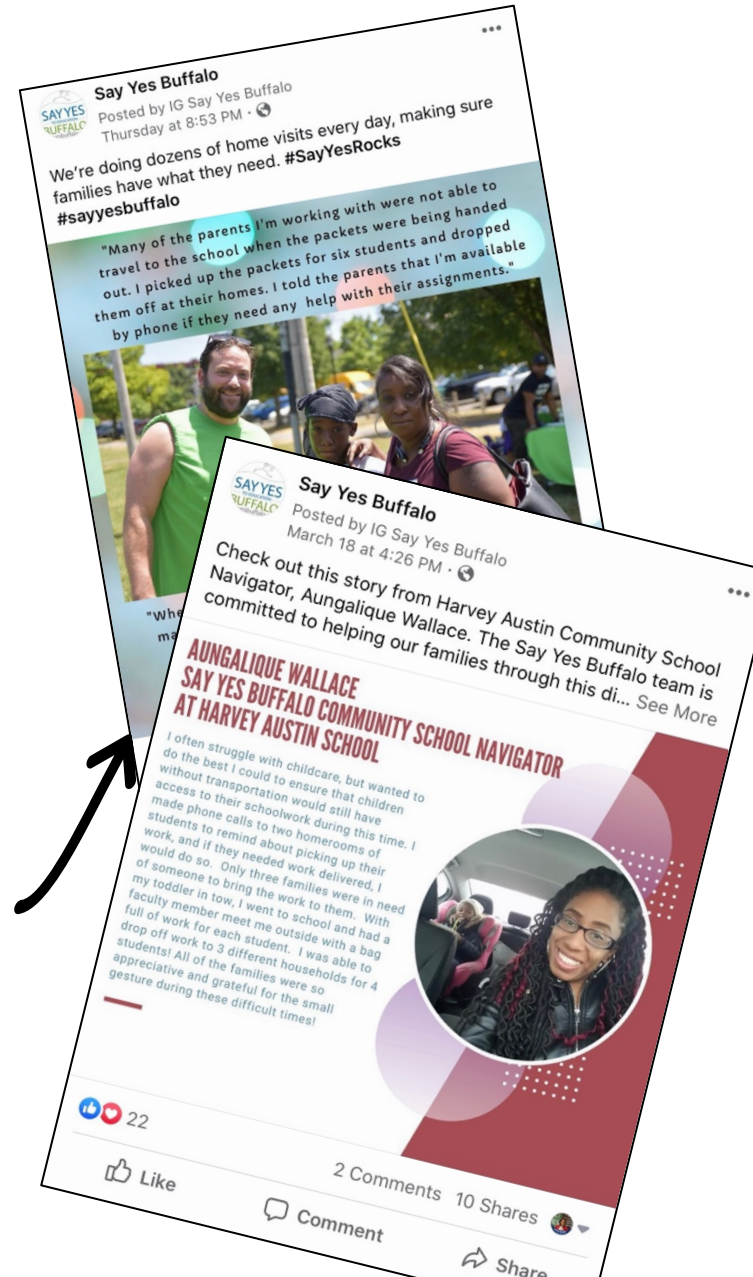 SAY YES
BUFFALO
Say Yes Buffalo
Posted by IG Say Yes Buffalo
Thursday at 8:53 PM ·
We're doing dozens of home visits every day, making sure
families have what they need. #SayYesRocks
#sayyesbuffalo
"Many of the parents I'm working with were not able to
travel to the school when the packets were being handed
out. I picked up the packets for six students and dropped
them off at their homes. I told the parents that I'm available
by phone if they need any help with their assignments."
"Whe
ma
SAY YES
BUFFALO
Say Yes Buffalo
Posted by IG Say Yes Buffalo
March 18 at 4:26 PM ·
Check out this story from Harvey Austin Community School
Navigator, Aungalique Wallace. The Say Yes Buffalo team is
committed to helping our families through this di... See More
AUNGALIQUE WALLACE
SAY YES BUFFALO COMMUNITY SCHOOL NAVIGATOR
AT HARVEY AUSTIN SCHOOL
I often struggle with childcare, but wanted to
do the best I could to ensure that children
without transportation would still have
access to their schoolwork during this time. I
made phone calls to two homerooms of
students to remind about picking up their
work, and if they needed work delivered, I
would do so. Only three families were in need
of someone to bring the work to them. With
my toddler in tow, I went to school and had a
faculty member meet me outside with a bag
full of work for each student. I was able to
drop off work to 3 different households for 4
students! All of the families were so
appreciative and grateful for the small
gesture during these difficult times!
22
2 Comments 10 Shares
Like
Comment
Share